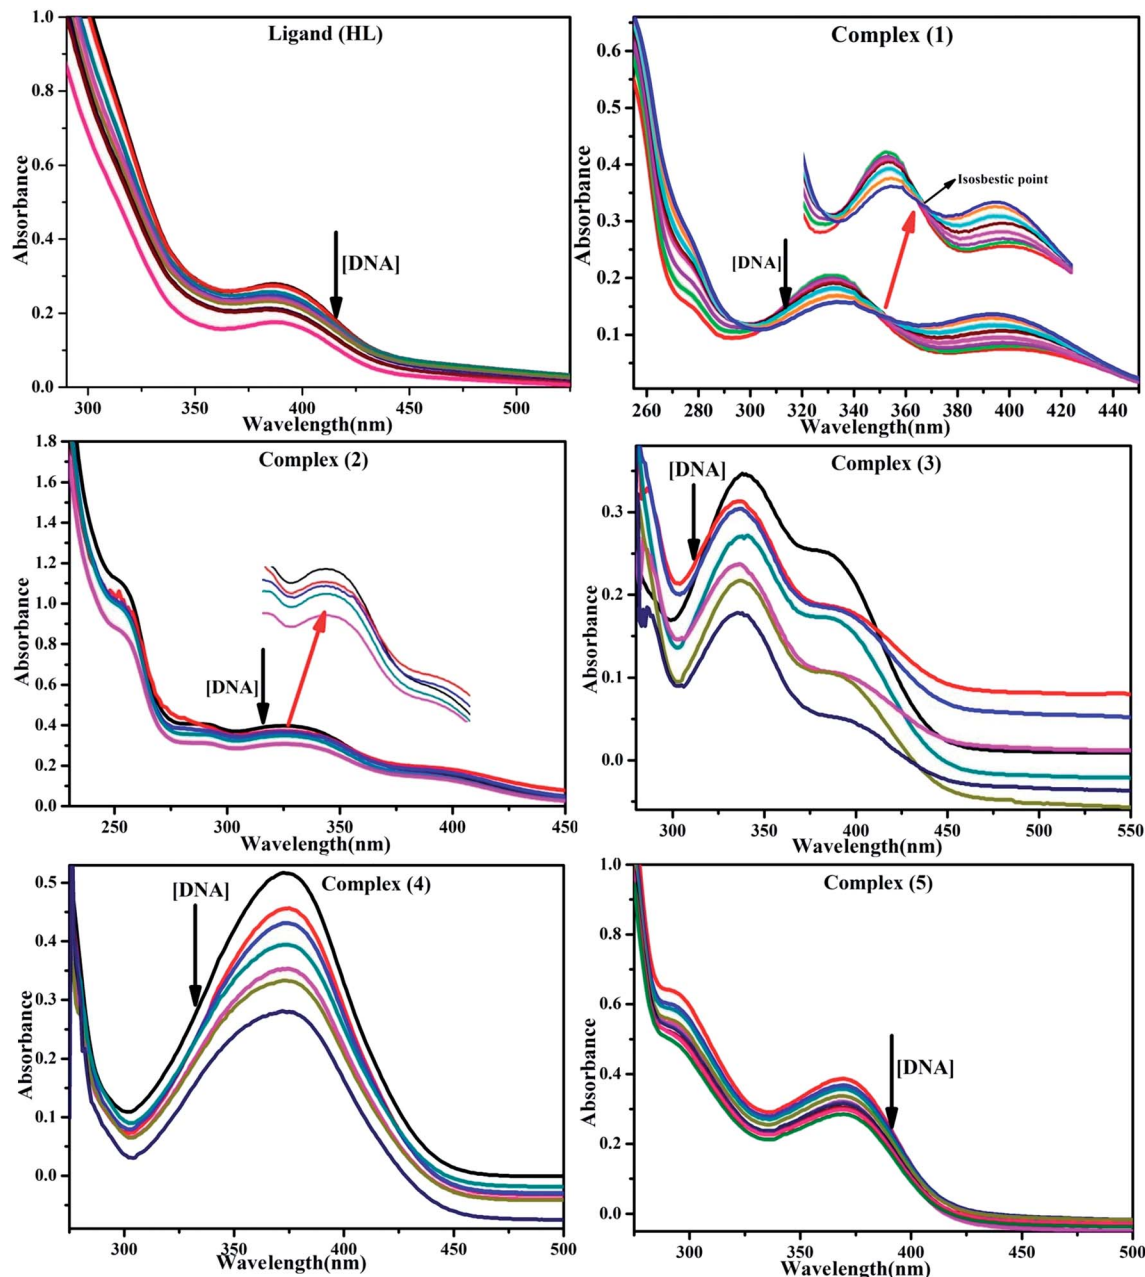 Ligand (HL)
1.0
0.8
0.6
0.4
0.2
0.0
Absorbance
[DNA]
300 350 400 450 500
Wavelength(nm)
Complex (1)
0.6
0.5
0.4
0.3
0.2
0.1
Absorbance
Isosbestic point
[DNA]
260 280 300 320 340 360 380 400 420 440
Wavelength(nm)
Complex (2)
1.8
1.6
1.4
1.2
1.0
0.8
0.6
0.4
0.2
0.0
Absorbance
[DNA]
250 300 350 400 450
Wavelength(nm)
Complex (3)
0.3
0.2
0.1
0.0
Absorbance
[DNA]
300 350 400 450 500 550
Wavelength(nm)
Complex (4)
0.5
0.4
0.3
0.2
0.1
0.0
Absorbance
[DNA]
300 350 400 450 500
Wavelength(nm)
Complex (5)
1.0
0.8
0.6
0.4
0.2
0.0
Absorbance
[DNA]
300 350 400 450 500
Wavelength(nm)